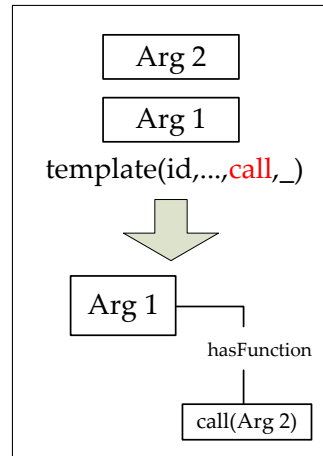 Arg 2
Arg 1
template(id,...,call,_)
Arg 1
hasFunction
call(Arg 2)